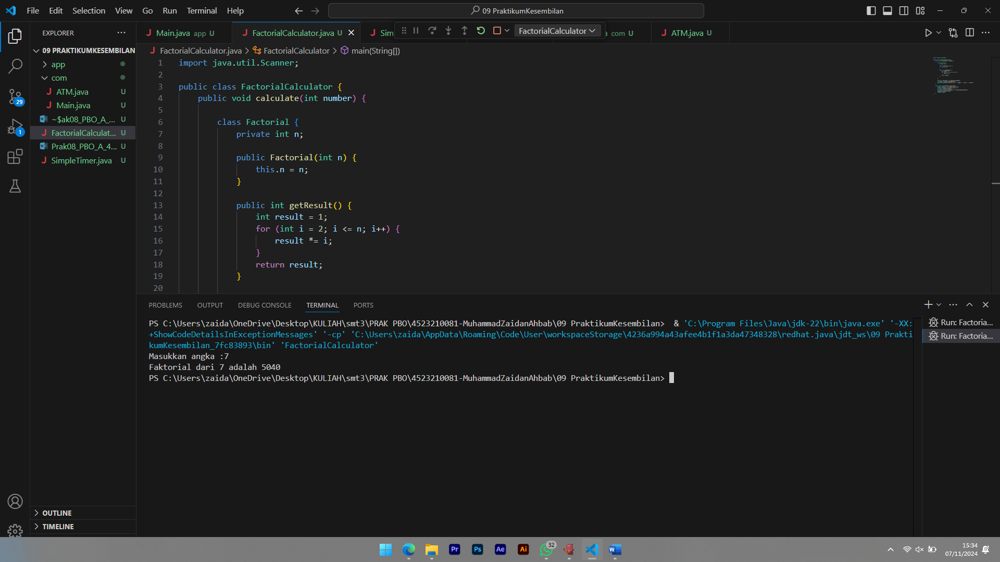 File Edit Selection View Go Run Terminal Help
09 PraktikumKesembilan
EXPLORER
09 PRAKTIKUMKESEMBILAN
app
com
ATM.java U
Main.java U
~$ak08_PBO_A_... U
FactorialCalculat... U
Prak08_PBO_A_4... U
SimpleTimer.java U
29
1
OUTLINE
TIMELINE
Main.java app U
FactorialCalculator.java U
Sim
FactorialCalculator
com U
ATM.java U
FactorialCalculator.java > FactorialCalculator > main(String[])
1 import java.util.Scanner;
2
3 public class FactorialCalculator {
4 public void calculate(int number) {
5
6 class Factorial {
7 private int n;
8
9 public Factorial(int n) {
10 this.n = n;
11 }
12
13 public int getResult() {
14 int result = 1;
15 for (int i = 2; i <= n; i++) {
16 result *= i;
17 }
18 return result;
19 }
20
PROBLEMS OUTPUT DEBUG CONSOLE TERMINAL PORTS
PS C:\Users\zaida\OneDrive\Desktop\KULIAH\smt3\PRAK PBO\4523210081-MuhammadZaidanAhbab\09 PraktikumKesembilan> & 'C:\Program Files\Java\jdk-22\bin\java.exe' '-XX:
+ShowCodeDetailsInExceptionMessages' '-cp' 'C:\Users\zaida\AppData\Roaming\Code\User\workspaceStorage\4236a994a43afee4b1f1a3da47348328\redhat.java\jdt_ws\09 Prakti
kumKesembilan_7fc83893\bin' 'FactorialCalculator'
Masukkan angka :7
Faktorial dari 7 adalah 5040
PS C:\Users\zaida\OneDrive\Desktop\KULIAH\smt3\PRAK PBO\4523210081-MuhammadZaidanAhbab\09 PraktikumKesembilan>
Run: Factoria...
Run: Factoria...
Pr
Ps
Ae
Ai
32
15:34
07/11/2024